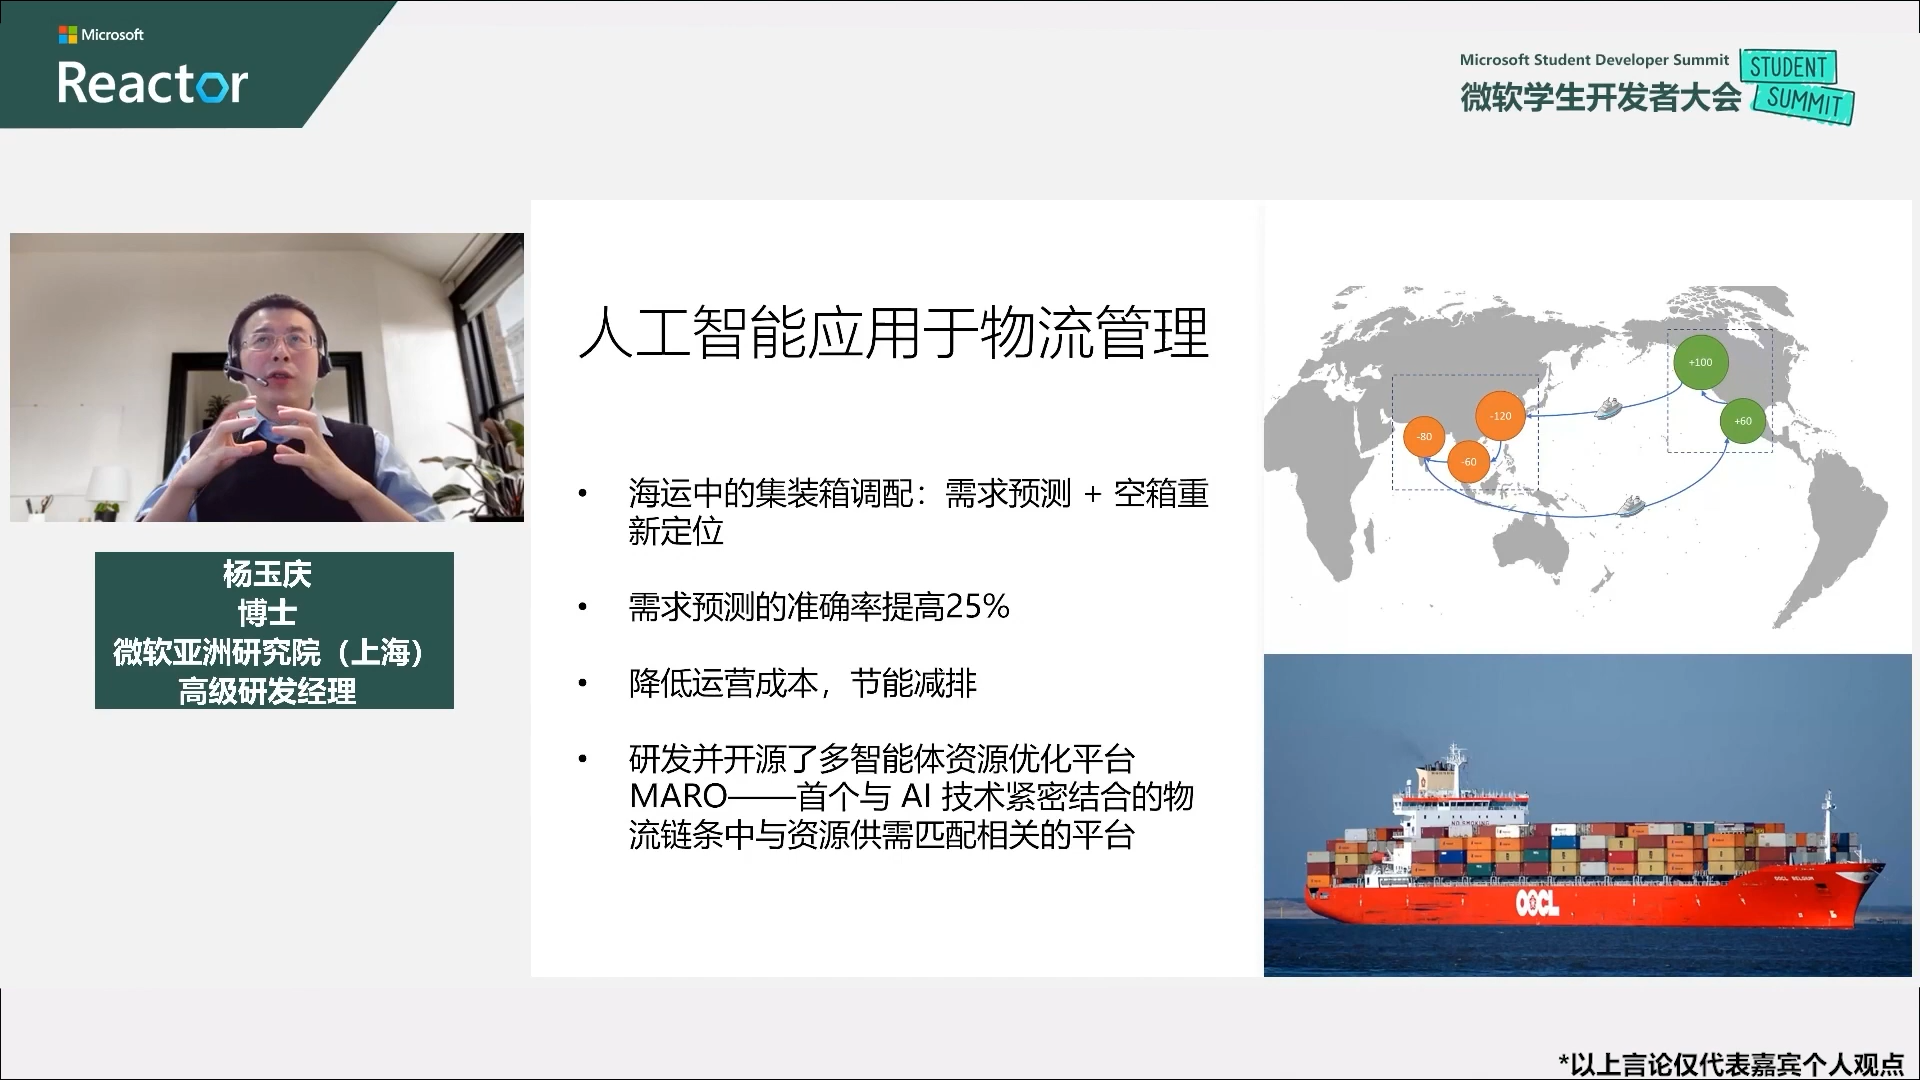 Microsoft
Reactor
Microsoft Student Developer Summit
微软学生开发者大会
STUDENT
SUMMIT
杨玉庆
博士
微软亚洲研究院（上海）
高级研发经理
人工智能应用于物流管理
• 海运中的集装箱调配：需求预测 + 空箱重
新定位
• 需求预测的准确率提高25%
• 降低运营成本，节能减排
• 研发并开源了多智能体资源优化平台
MARO——首个与 AI 技术紧密结合的物
流链条中与资源供需匹配相关的平台
+100
-120
+60
-80
-60
NO SMOKING
OOCL BELGIUM
OOCL
*以上言论仅代表嘉宾个人观点